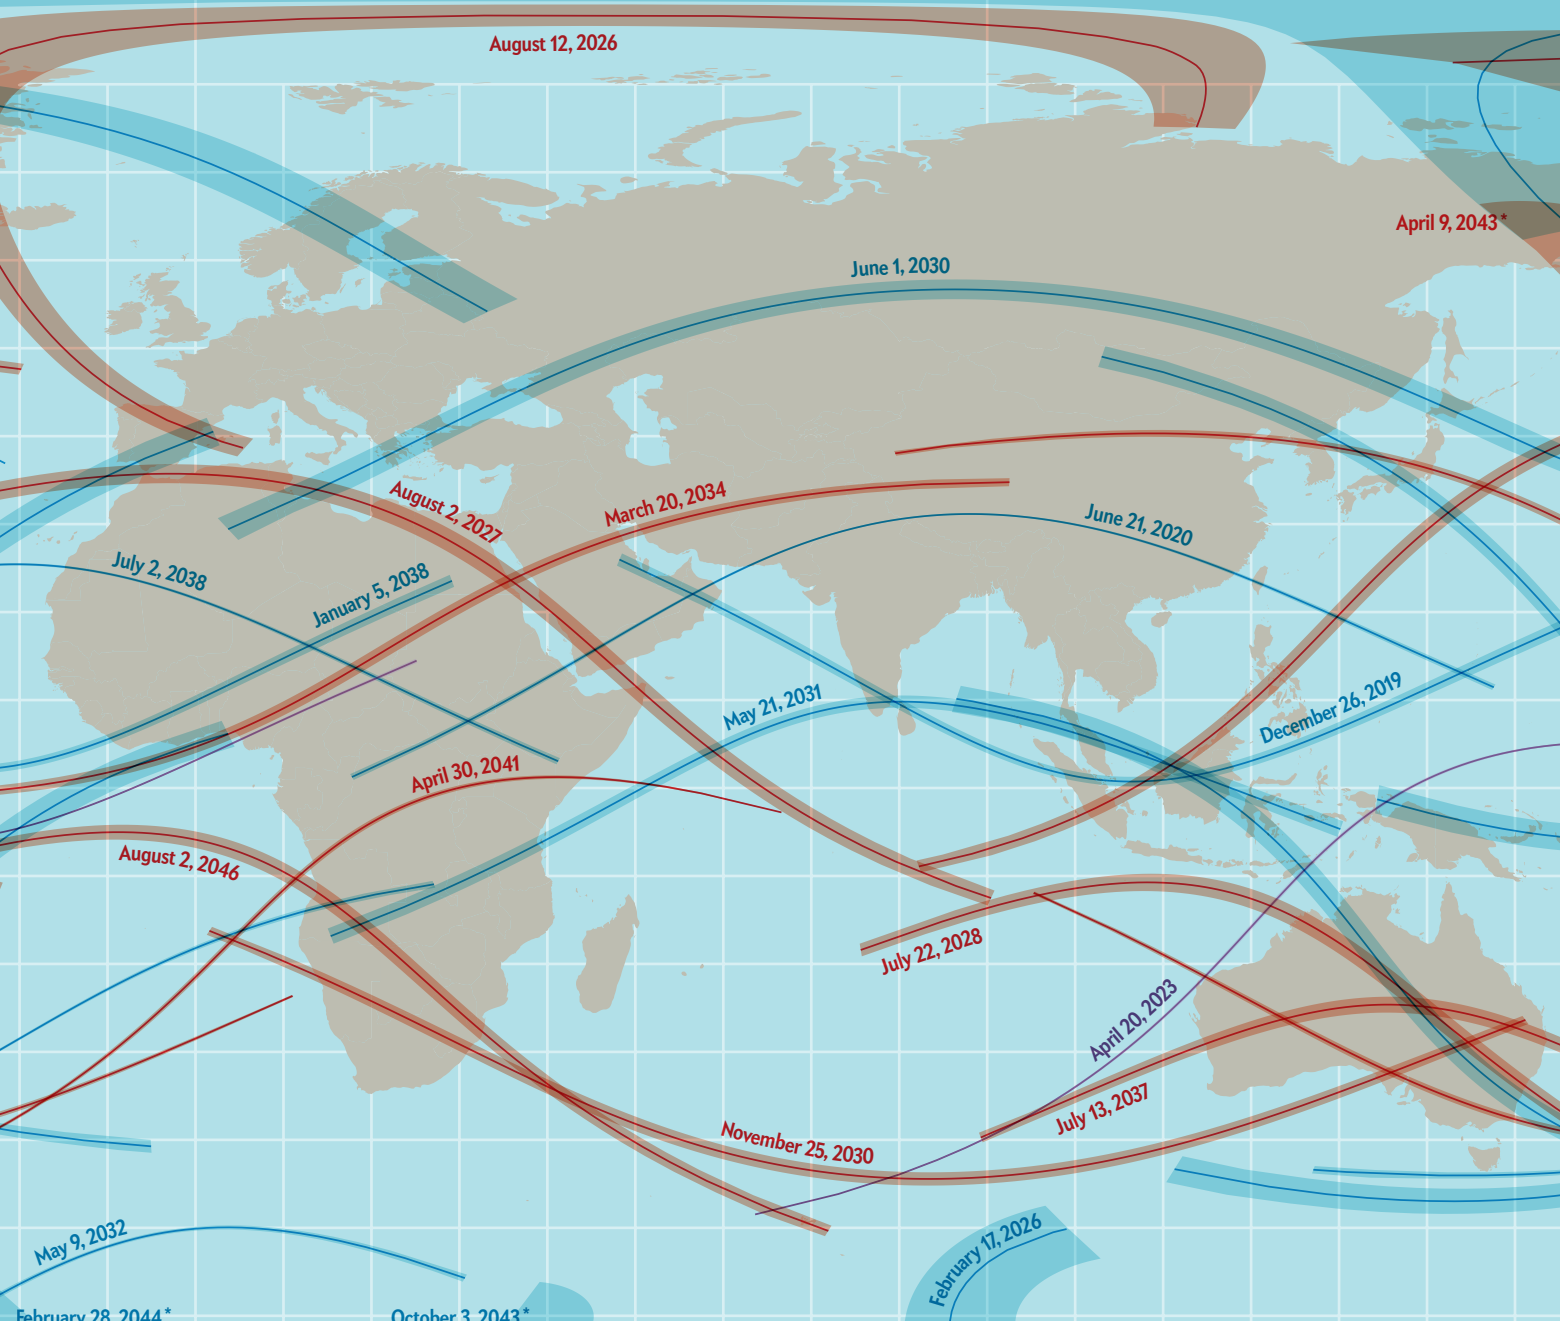 August 12, 2026
April 9, 2043*
June 1, 2030
August 2, 2027
March 20, 2034
June 21, 2020
July 2, 2038
January 5, 2038
May 21, 2031
December 26, 2019
April 30, 2041
August 2, 2046
July 22, 2028
April 20, 2023
July 13, 2037
November 25, 2030
May 9, 2032
February 17, 2026
February 28, 2044*
October 3, 2043*